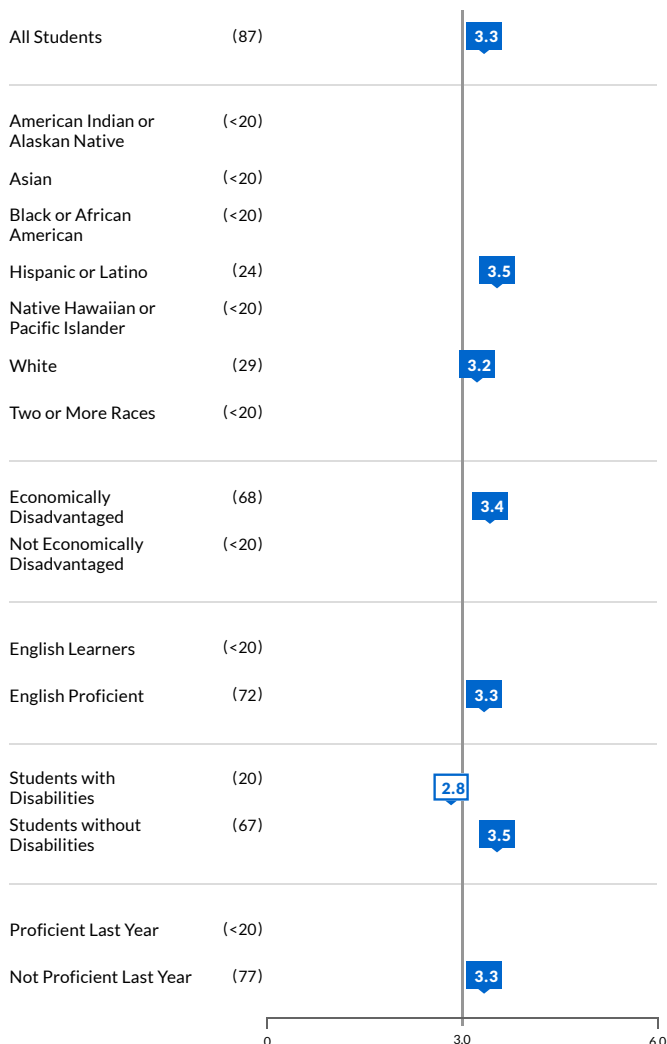 All Students (87) 3.3
American Indian or (<20)
Alaskan Native
Asian (<20)
Black or African (<20)
American
Hispanic or Latino (24) 3.5
Native Hawaiian or (<20)
Pacific Islander
White (29) 3.2
Two or More Races (<20)
Economically (68) 3.4
Disadvantaged
Not Economically (<20)
Disadvantaged
English Learners (<20)
English Proficient (72) 3.3
Students with (20) 2.8
Disabilities
Students without (67) 3.5
Disabilities
Proficient Last Year (<20)
Not Proficient Last Year (77) 3.3
0 3.0 6.0